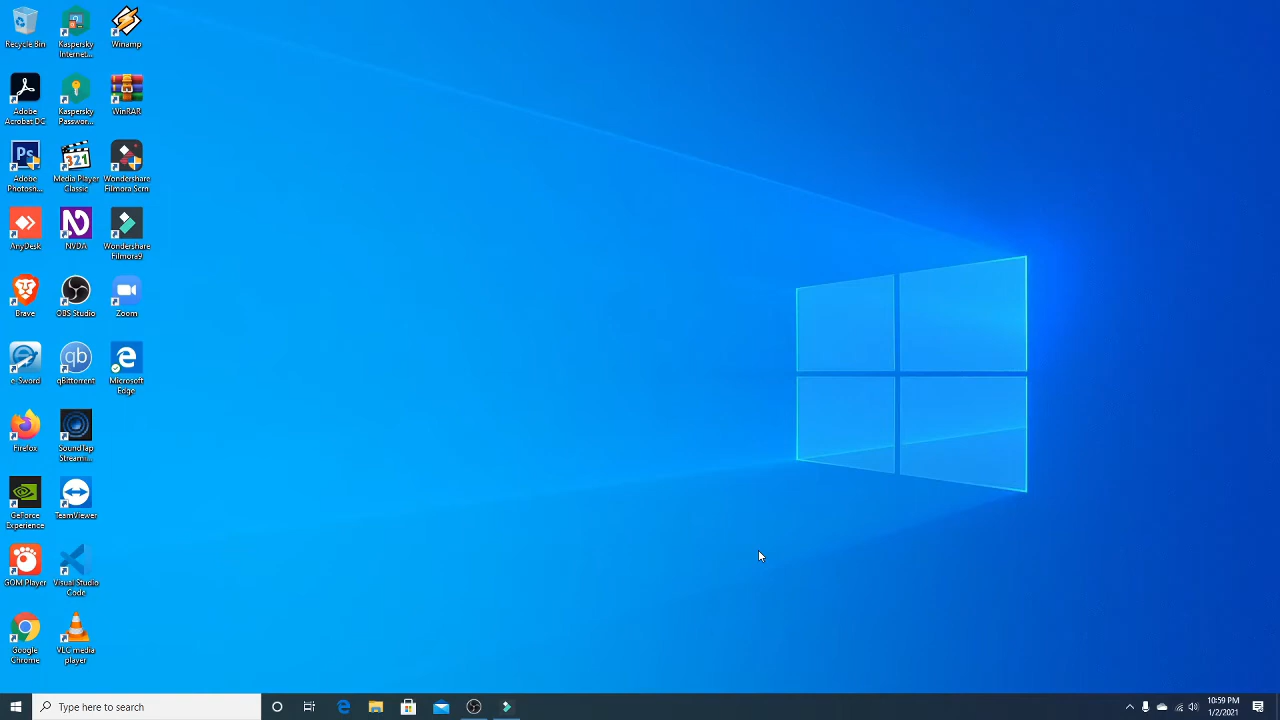 Recycle Bin
Kaspersky
Internet...
Winamp
Adobe
Acrobat DC
Kaspersky
Passwor...
WinRAR
Ps
Adobe
Photosh...
321
Media Player
Classic
Wondershare
Filmora Scrn
AnyDesk
NVDA
Wondershare
Filmora9
Brave
OBS Studio
Zoom
e-Sword
qb
qBittorrent
Microsoft
Edge
Firefox
SoundTap
Streami...
GeForce
Experience
TeamViewer
GOM Player
Visual Studio
Code
Google
Chrome
VLC media
player
Type here to search
10:59 PM
1/2/2021